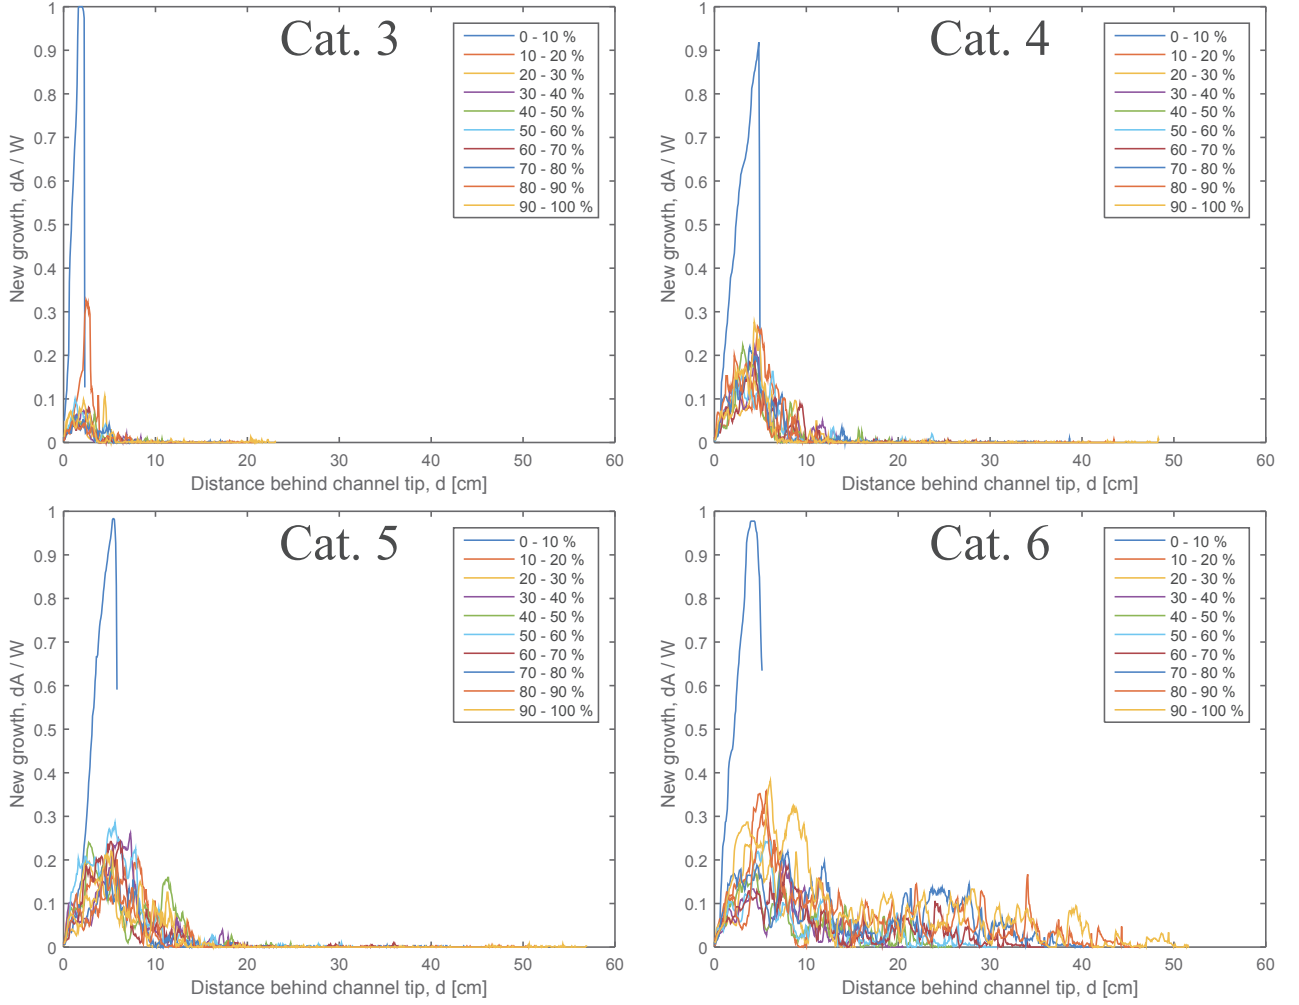 Cat. 3
New growth, dA / W
1
0.9
0.8
0.7
0.6
0.5
0.4
0.3
0.2
0.1
0
0 10 20 30 40 50 60
Distance behind channel tip, d [cm]
0 - 10 %
10 - 20 %
20 - 30 %
30 - 40 %
40 - 50 %
50 - 60 %
60 - 70 %
70 - 80 %
80 - 90 %
90 - 100 %
Cat. 4
New growth, dA / W
1
0.9
0.8
0.7
0.6
0.5
0.4
0.3
0.2
0.1
0
0 10 20 30 40 50 60
Distance behind channel tip, d [cm]
0 - 10 %
10 - 20 %
20 - 30 %
30 - 40 %
40 - 50 %
50 - 60 %
60 - 70 %
70 - 80 %
80 - 90 %
90 - 100 %
Cat. 5
New growth, dA / W
1
0.9
0.8
0.7
0.6
0.5
0.4
0.3
0.2
0.1
0
0 10 20 30 40 50 60
Distance behind channel tip, d [cm]
0 - 10 %
10 - 20 %
20 - 30 %
30 - 40 %
40 - 50 %
50 - 60 %
60 - 70 %
70 - 80 %
80 - 90 %
90 - 100 %
Cat. 6
New growth, dA / W
1
0.9
0.8
0.7
0.6
0.5
0.4
0.3
0.2
0.1
0
0 10 20 30 40 50 60
Distance behind channel tip, d [cm]
0 - 10 %
10 - 20 %
20 - 30 %
30 - 40 %
40 - 50 %
50 - 60 %
60 - 70 %
70 - 80 %
80 - 90 %
90 - 100 %